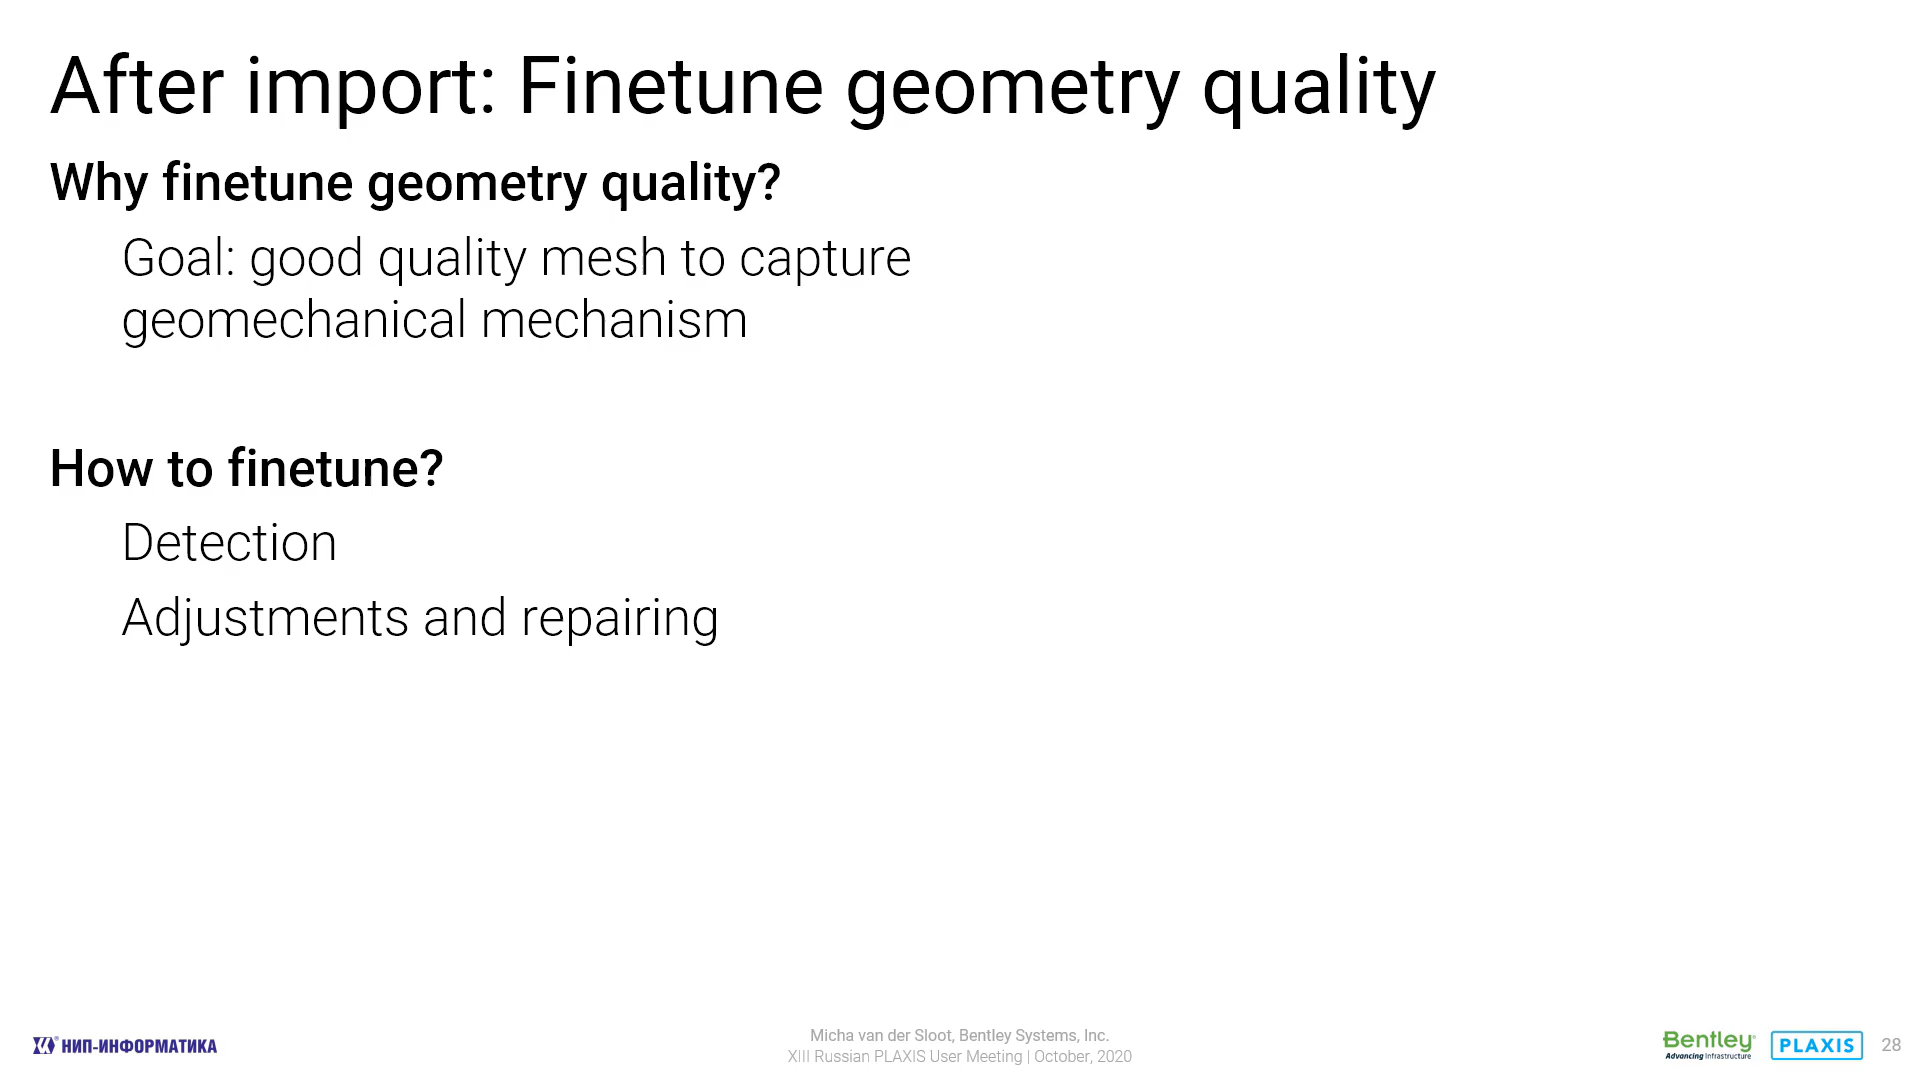 After import: Finetune geometry quality
Why finetune geometry quality?
Goal: good quality mesh to capture
geomechanical mechanism
How to finetune?
Detection
Adjustments and repairing
НИП-ИНФОРМАТИКА
Micha van der Sloot, Bentley Systems, Inc.
XIII Russian PLAXIS User Meeting | October, 2020
Bentley®
Advancing Infrastructure
PLAXIS
28